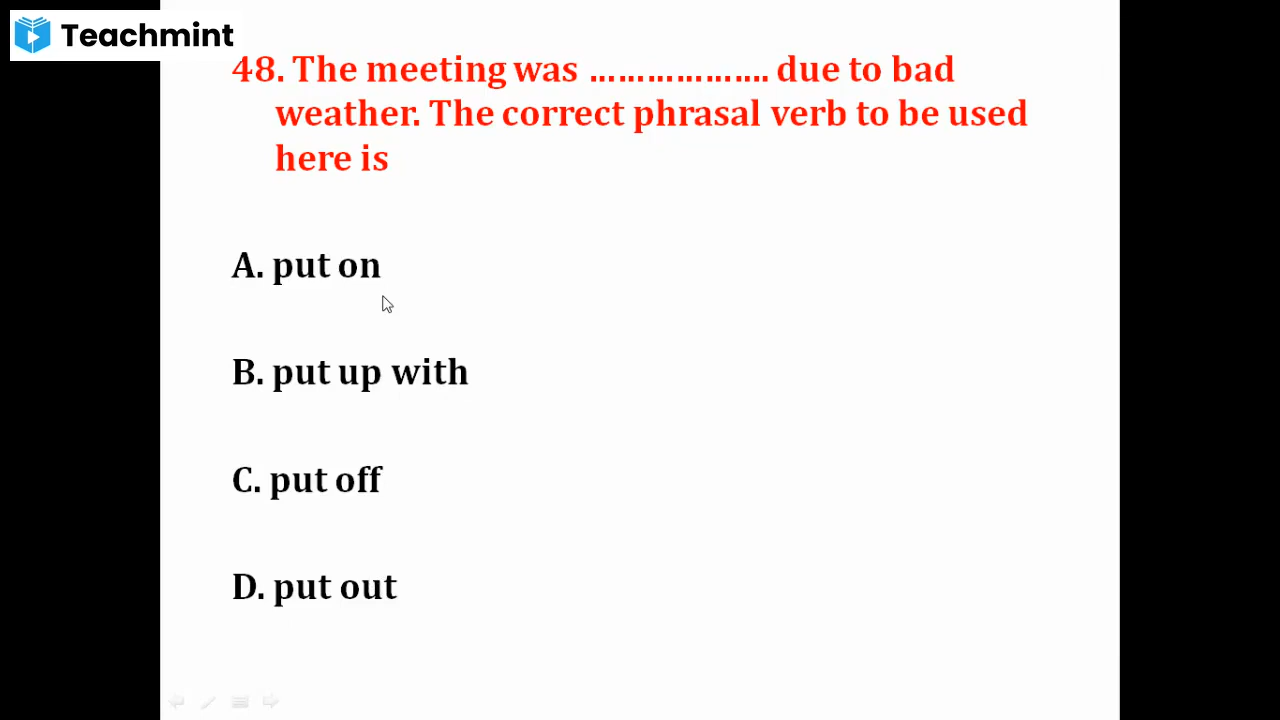 Teachmint
48. The meeting was ................... due to bad
weather. The correct phrasal verb to be used
here is
A. put on
B. put up with
C. put off
D. put out